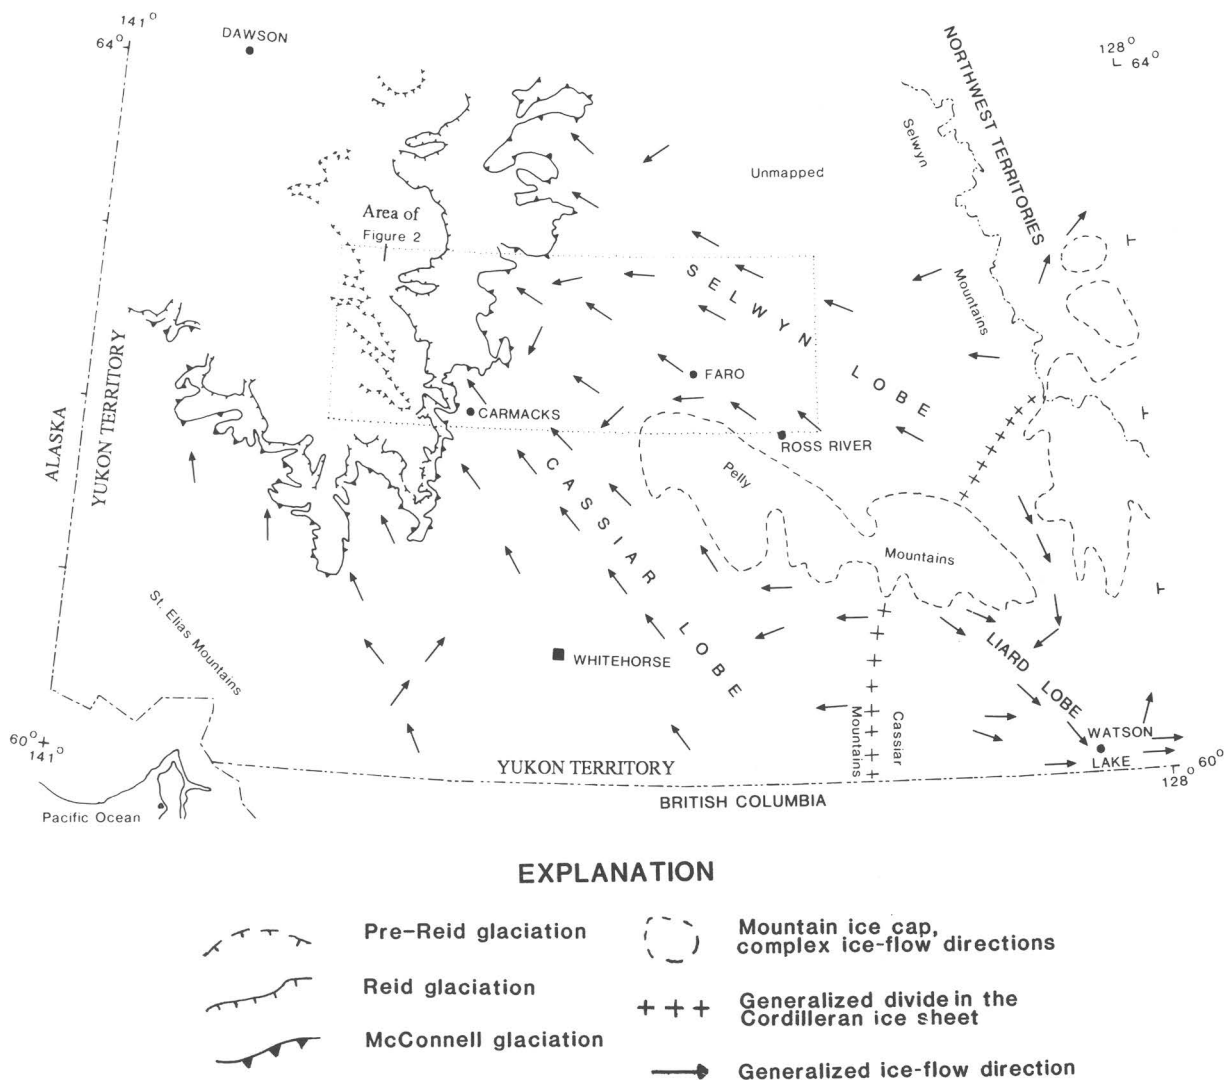 141°
64°
DAWSON
NORTHWEST TERRITORIES
128°
64°
Selwyn
Mountains
Unmapped
Area of
Figure 2
SELWYN LOBE
FARO
CARMACKS
ROSS RIVER
ALASKA
YUKON TERRITORY
CASSIAR LOBE
Pelly
Mountains
St. Elias Mountains
WHITEHORSE
LIARD LOBE
Cassiar
Mountains
WATSON
LAKE
60°
141°
YUKON TERRITORY
BRITISH COLUMBIA
60°
128°
Pacific Ocean
EXPLANATION
Pre-Reid glaciation
Reid glaciation
McConnell glaciation
Mountain ice cap,
complex ice-flow directions
Generalized divide in the
Cordilleran ice sheet
Generalized ice-flow direction